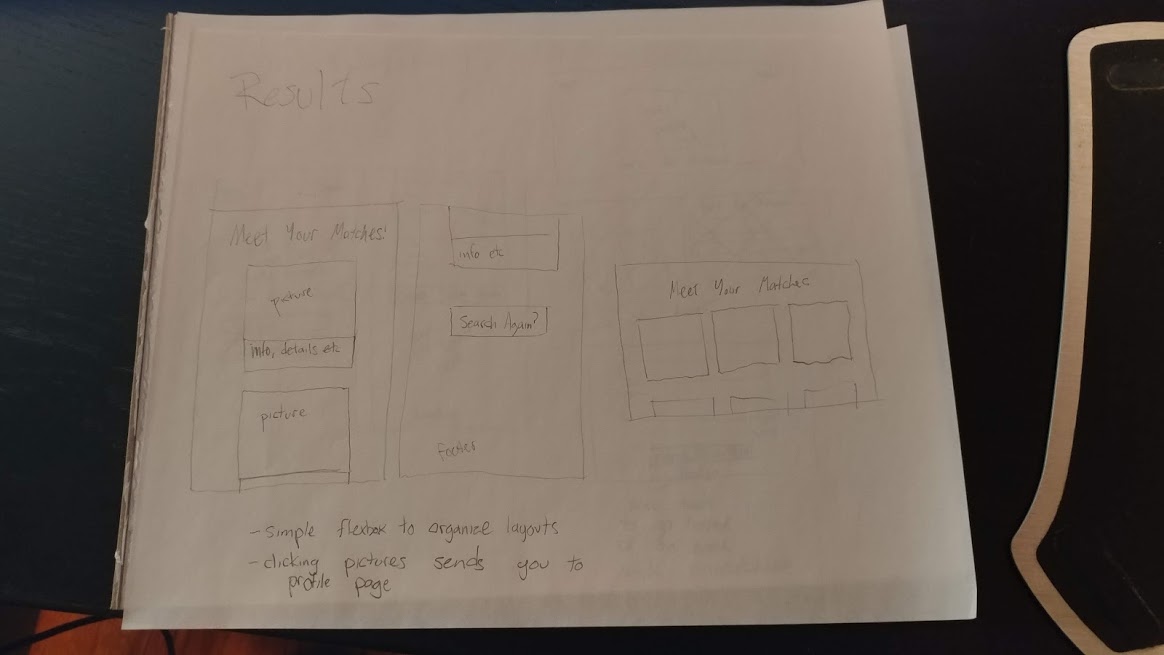 Results
Meet Your Matches!
picture
info, details etc
picture
info etc
Search Again?
Footer
Meet Your Matches
-simple flexbox to organize layouts
-clicking pictures sends you to
profile page